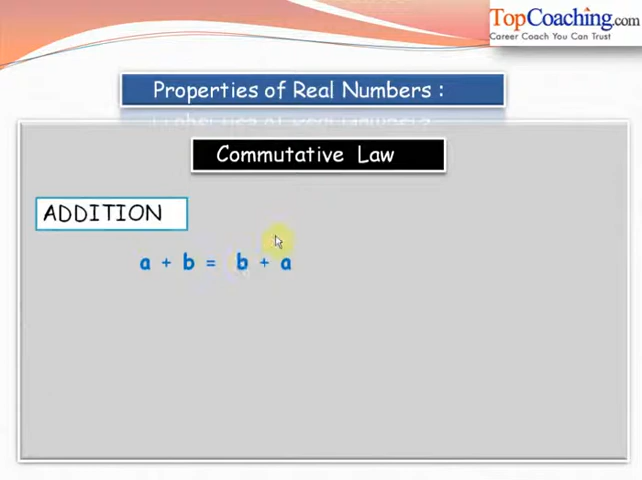 TopCoaching.com
Career Coach You Can Trust
Properties of Real Numbers :
Commutative Law
ADDITION
a + b = b + a